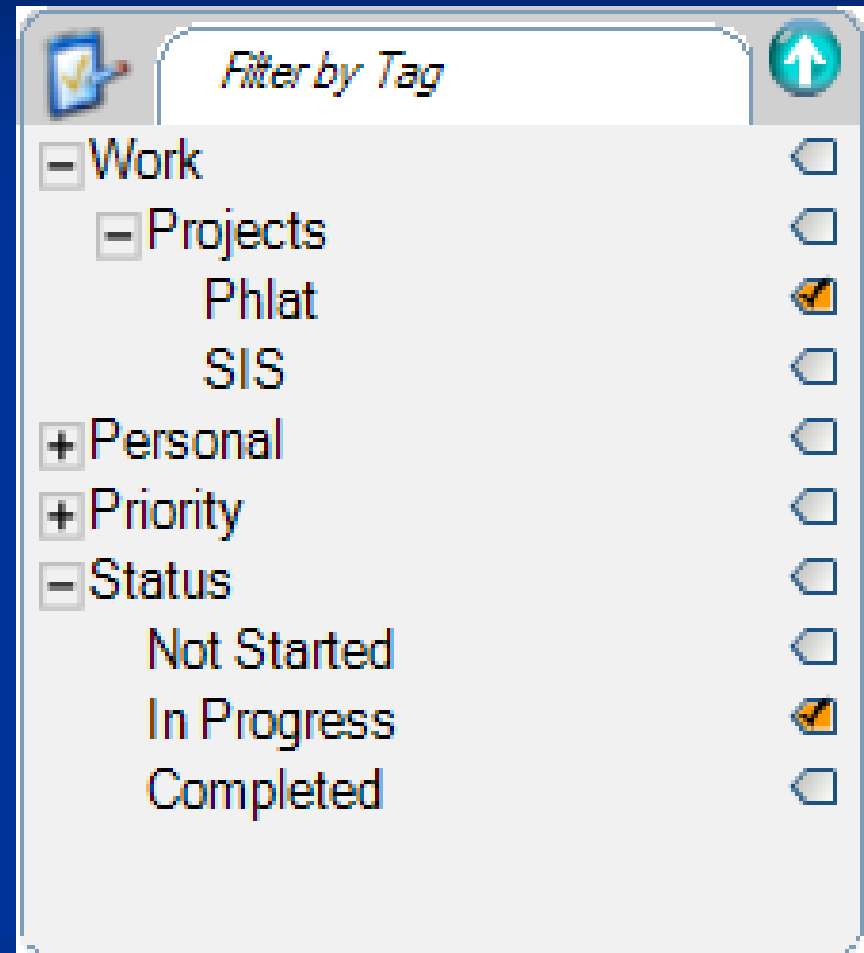 Filter by Tag
Work
Projects
Phlat
SIS
Personal
Priority
Status
Not Started
In Progress
Completed